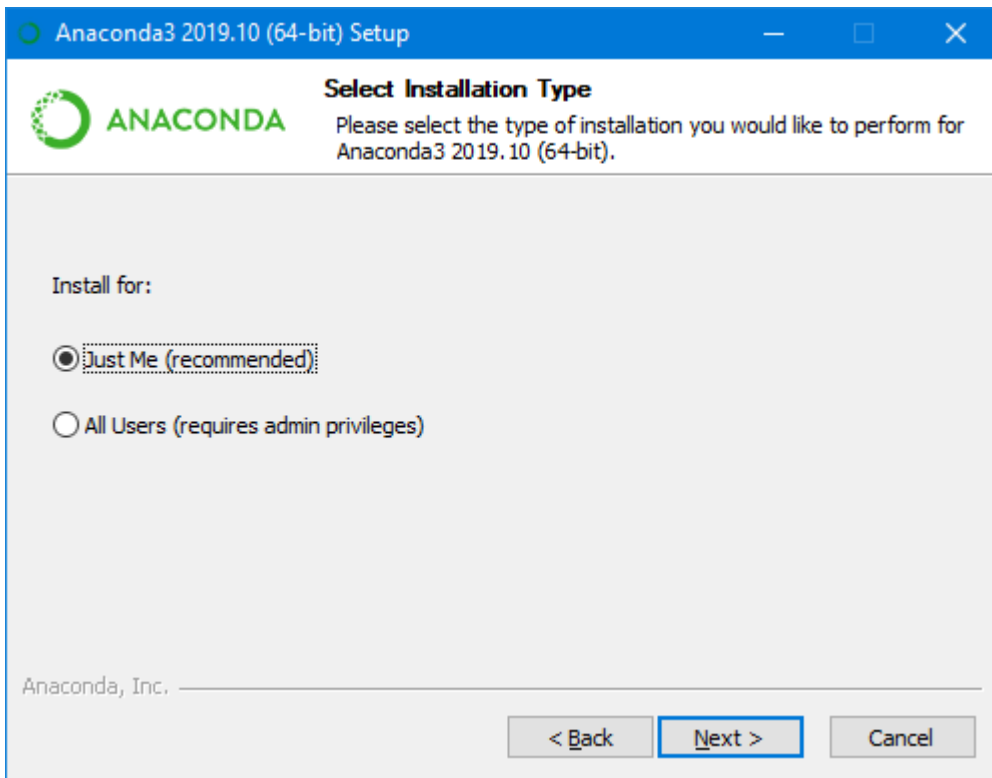 Anaconda3 2019.10 (64-bit) Setup
ANACONDA
Select Installation Type
Please select the type of installation you would like to perform for
Anaconda3 2019.10 (64-bit).
Install for:
Just Me (recommended)
All Users (requires admin privileges)
Anaconda, Inc.
< Back
Next >
Cancel